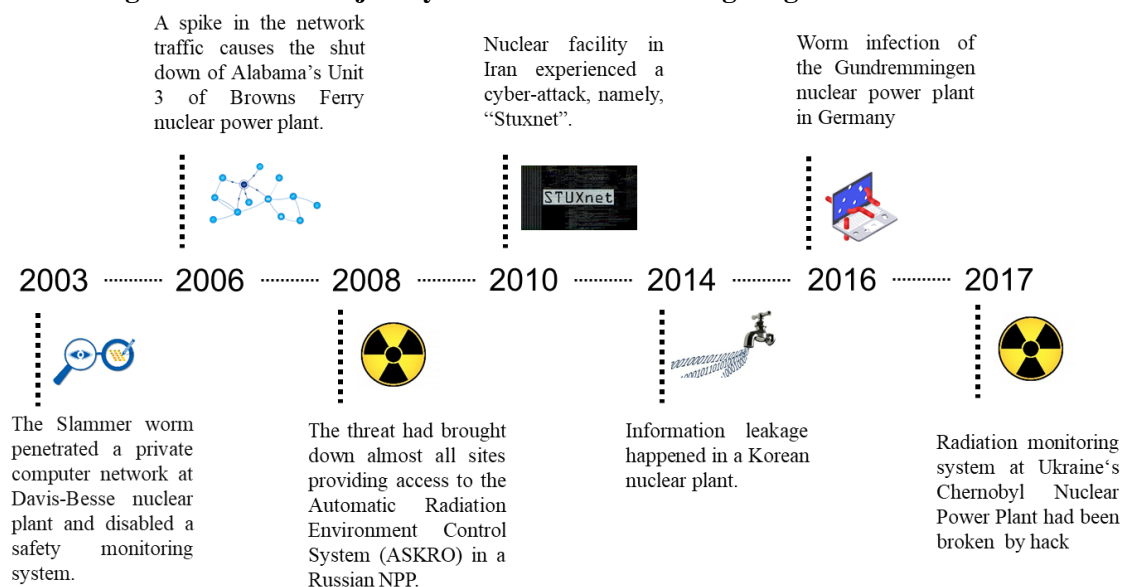 A spike in the network
traffic causes the shut
down of Alabama’s Unit
3 of Browns Ferry
nuclear power plant.
Nuclear facility in
Iran experienced a
cyber-attack, namely,
“Stuxnet”.
Worm infection of
the Gundremmingen
nuclear power plant
in Germany
STUXnet
2003
2006
2008
2010
2014
2016
2017
The Slammer worm
penetrated a private
computer network at
Davis-Besse nuclear
plant and disabled a
safety monitoring
system.
The threat had brought
down almost all sites
providing access to the
Automatic Radiation
Environment Control
System (ASKRO) in a
Russian NPP.
Information leakage
happened in a Korean
nuclear plant.
Radiation monitoring
system at Ukraine‘s
Chernobyl Nuclear
Power Plant had been
broken by hack